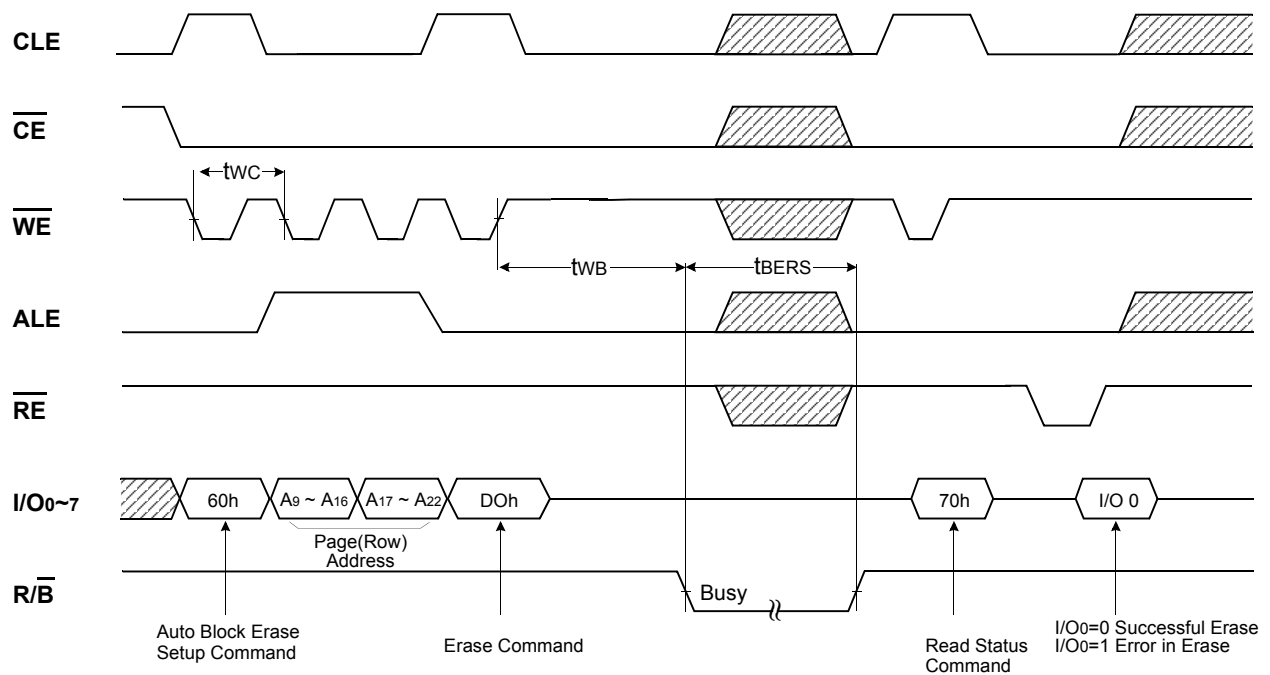 CLE
CE
tWC
WE
tWB
tBERS
ALE
RE
I/O0~7
60h
A9 ~ A16
A17 ~ A22
DOh
70h
I/O 0
Page(Row)
Address
R/B
Busy
Auto Block Erase
Setup Command
Erase Command
Read Status
Command
I/O0=0 Successful Erase
I/O0=1 Error in Erase